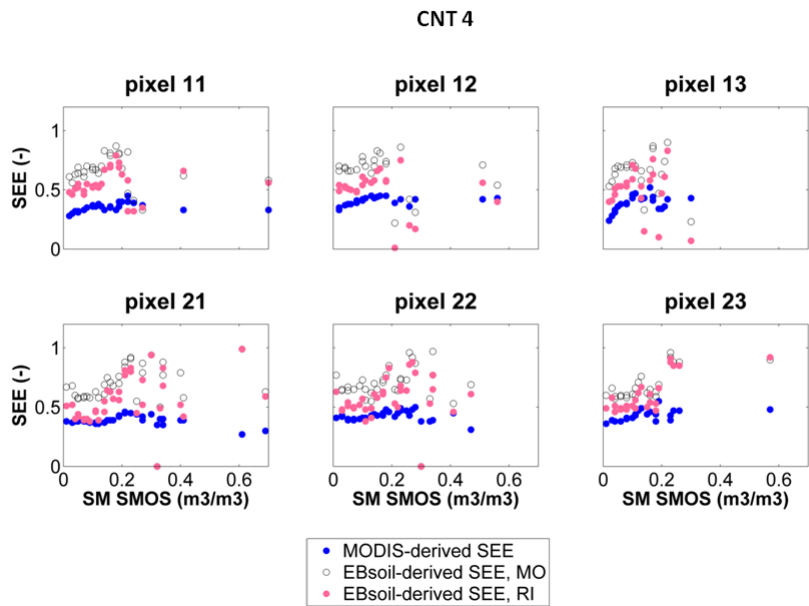 CNT 4
pixel 11 pixel 12 pixel 13
1
SEE (-)
0.5
0
pixel 21 pixel 22 pixel 23
1
SEE (-)
0.5
0
0 0.2 0.4 0.6 0 0.2 0.4 0.6 0 0.2 0.4 0.6
SM SMOS (m3/m3) SM SMOS (m3/m3) SM SMOS (m3/m3)
MODIS-derived SEE
EBsoil-derived SEE, MO
EBsoil-derived SEE, RI